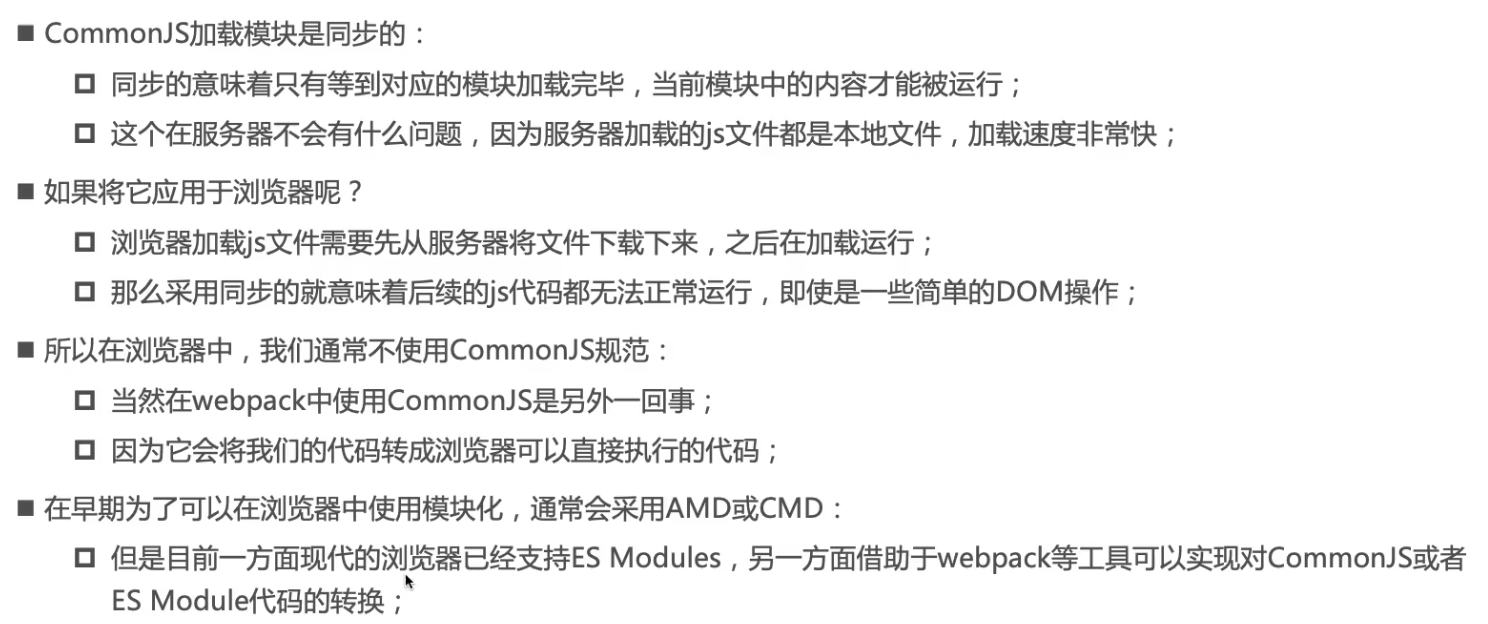 ■ CommonJS加载模块是同步的：
□ 同步的意味着只有等到对应的模块加载完毕，当前模块中的内容才能被运行；
□ 这个在服务器不会有什么问题，因为服务器加载的js文件都是本地文件，加载速度非常快；
■ 如果将它应用于浏览器呢？
□ 浏览器加载js文件需要先从服务器将文件下载下来，之后在加载运行；
□ 那么采用同步的就意味着后续的js代码都无法正常运行，即使是一些简单的DOM操作；
■ 所以在浏览器中，我们通常不使用CommonJS规范：
□ 当然在webpack中使用CommonJS是另外一回事；
□ 因为它会将我们的代码转成浏览器可以直接执行的代码；
■ 在早期为了可以在浏览器中使用模块化，通常会采用AMD或CMD：
□ 但是目前一方面现代的浏览器已经支持ES Modules，另一方面借助于webpack等工具可以实现对CommonJS或者
ES Module代码的转换；